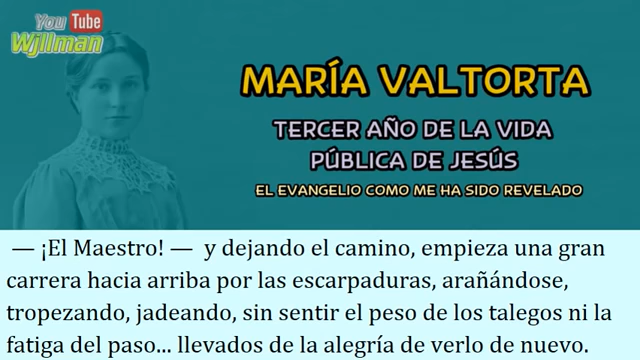 You Tube
Wjllman
MARÍA VALTORTA
TERCER AÑO DE LA VIDA
PÚBLICA DE JESÚS
EL EVANGELIO COMO ME HA SIDO REVELADO
— ¡El Maestro! — y dejando el camino, empieza una gran
carrera hacia arriba por las escarpaduras, arañándose,
tropezando, jadeando, sin sentir el peso de los talegos ni la
fatiga del paso... llevados de la alegría de verlo de nuevo.